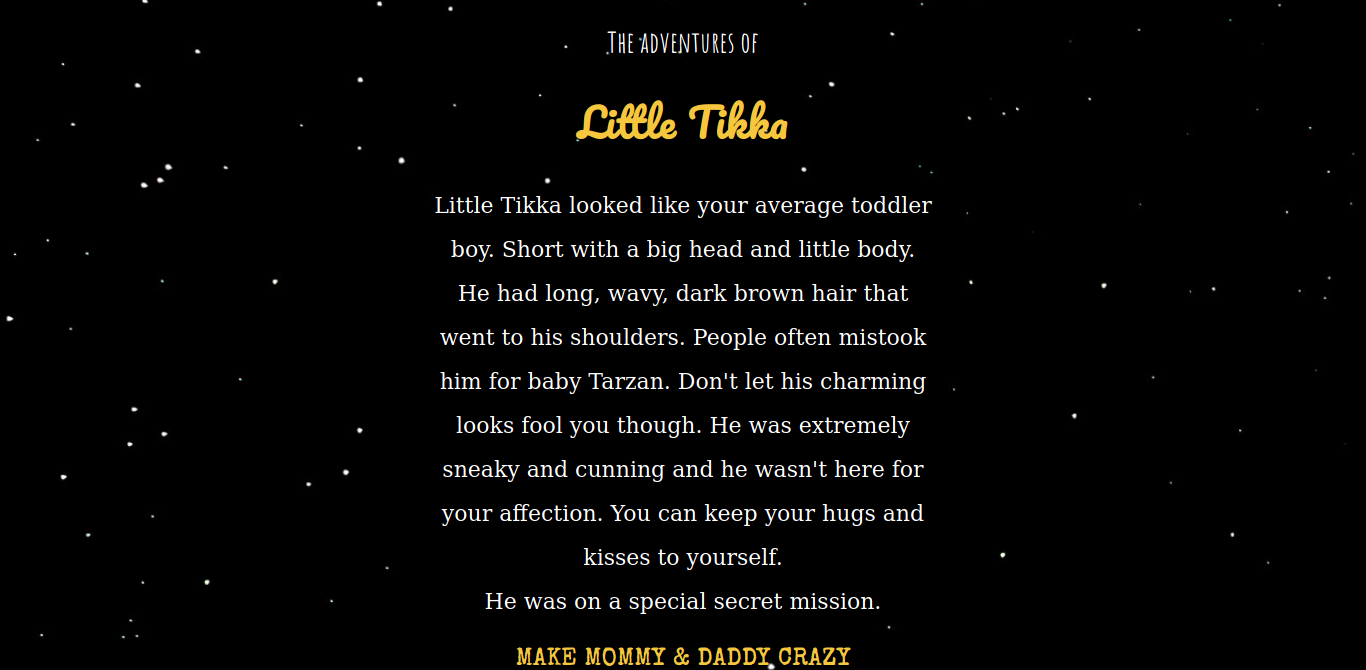 The adventures of
Little Tikka
Little Tikka looked like your average toddler
boy. Short with a big head and little body.
He had long, wavy, dark brown hair that
went to his shoulders. People often mistook
him for baby Tarzan. Don't let his charming
looks fool you though. He was extremely
sneaky and cunning and he wasn't here for
your affection. You can keep your hugs and
kisses to yourself.
He was on a special secret mission.
MAKE MOMMY & DADDY CRAZY